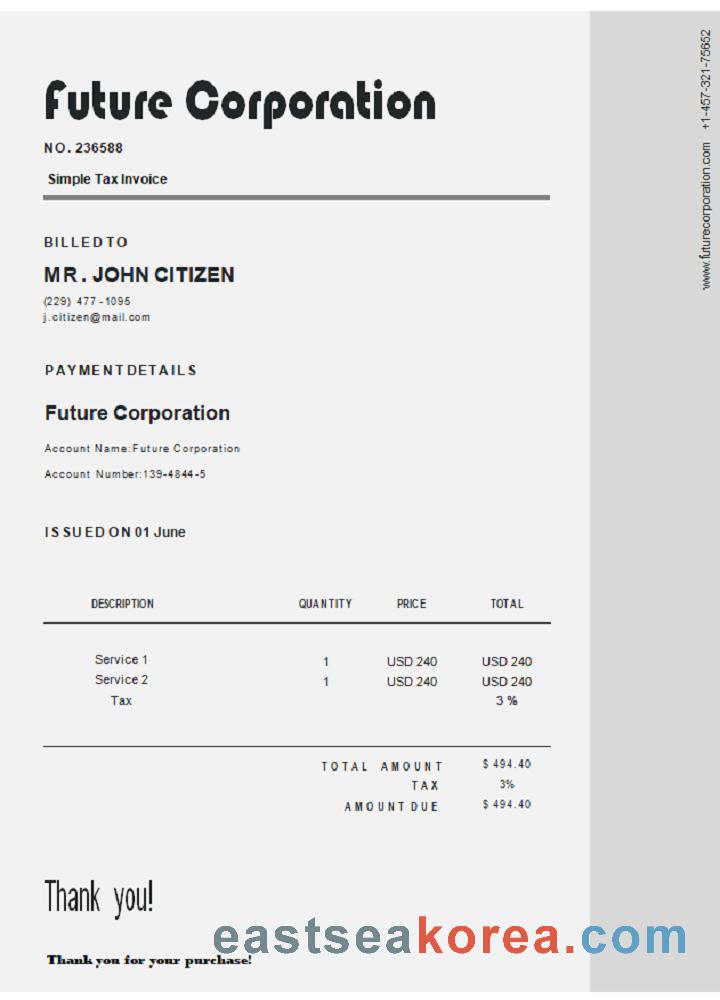 Future Corporation
NO. 236588
Simple Tax Invoice
www.futurecorporation.com +1-457-321-75652
BILLED TO
MR. JOHN CITIZEN
(229) 477-1095
j.citizen@mail.com
PAYMENT DETAILS
Future Corporation
Account Name:Future Corporation
Account Number:139-4844-5
ISSUED ON 01 June
DESCRIPTION QUANTITY PRICE TOTAL
Service 1 1 USD 240 USD 240
Service 2 1 USD 240 USD 240
Tax 3 %
TOTAL AMOUNT $ 494.40
TAX 3%
AMOUNT DUE $ 494.40
Thank you!
eastseakorea.com
Thank you for your purchase!